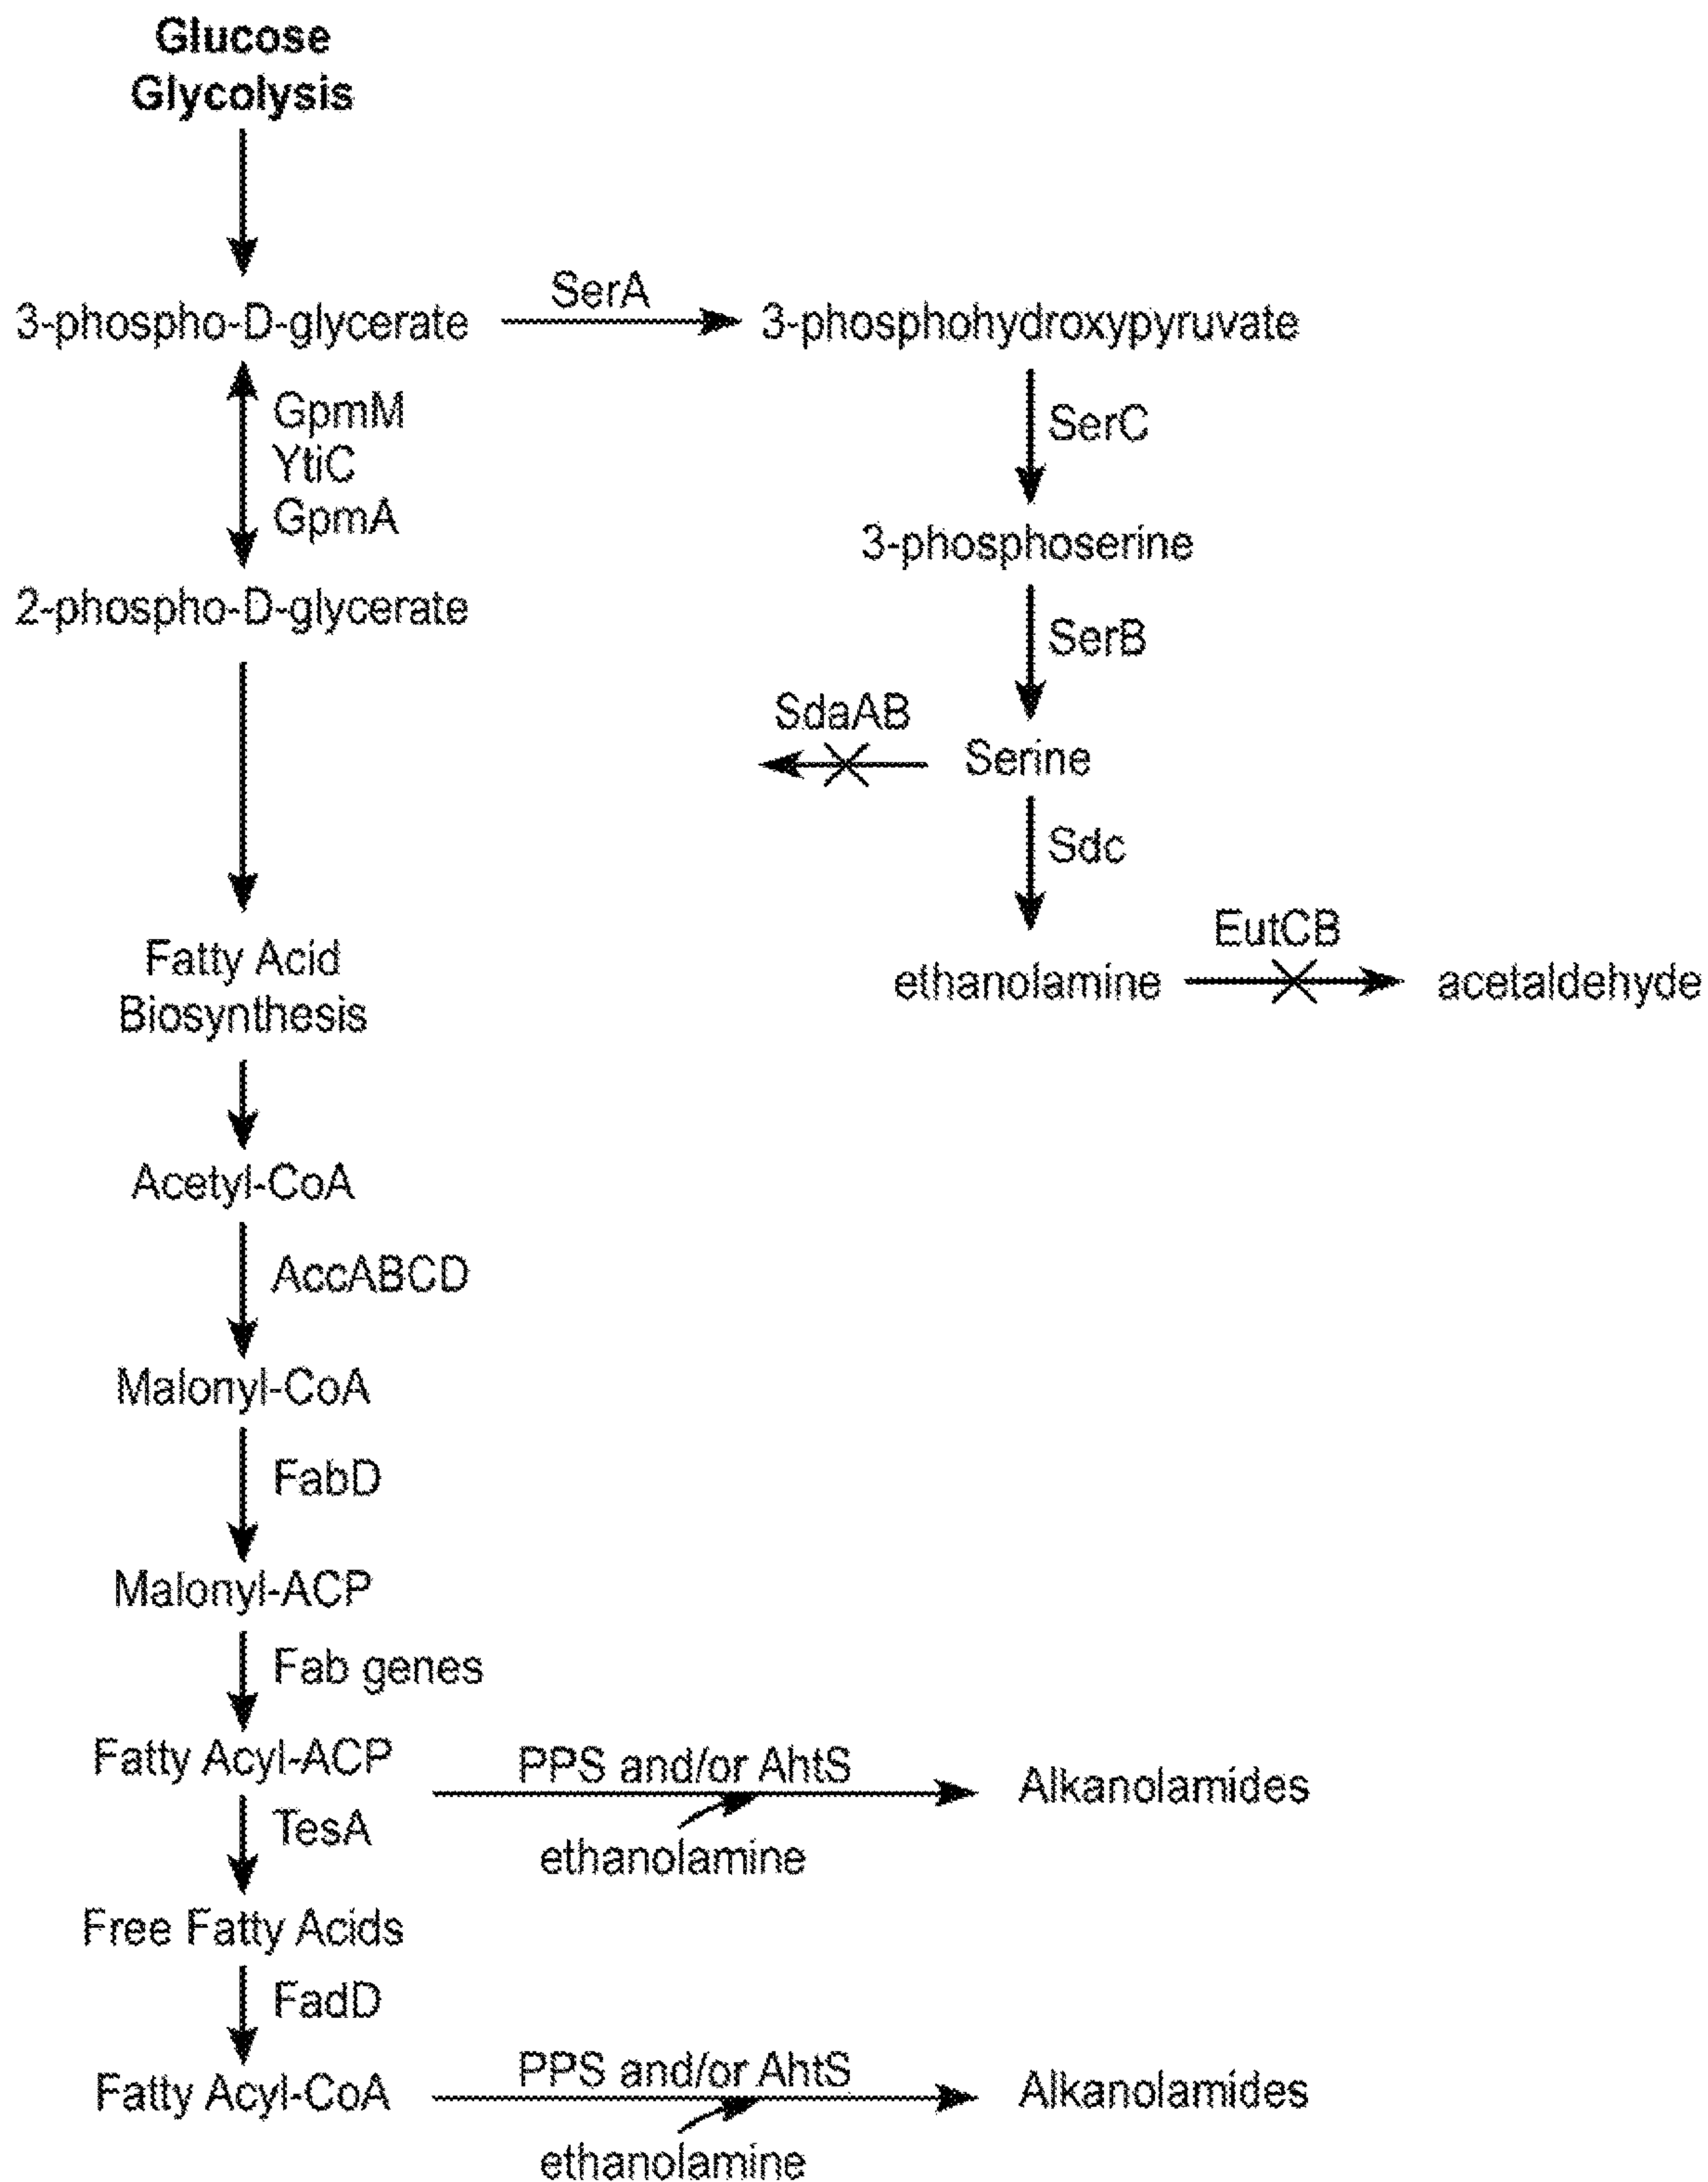 Glucose
Glycolysis
3-phospho-D-glycerate
SerA
3-phosphohydroxypyruvate
GpmM
YtiC
GpmA
SerC
3-phosphoserine
2-phospho-D-glycerate
SerB
SdaAB
Serine
Sdc
EutCB
ethanolamine
acetaldehyde
Fatty Acid
Biosynthesis
Acetyl-CoA
AccABCD
Malonyl-CoA
FabD
Malonyl-ACP
Fab genes
Fatty Acyl-ACP
PPS and/or AhtS
Alkanolamides
TesA
ethanolamine
Free Fatty Acids
FadD
Fatty Acyl-CoA
PPS and/or AhtS
Alkanolamides
ethanolamine